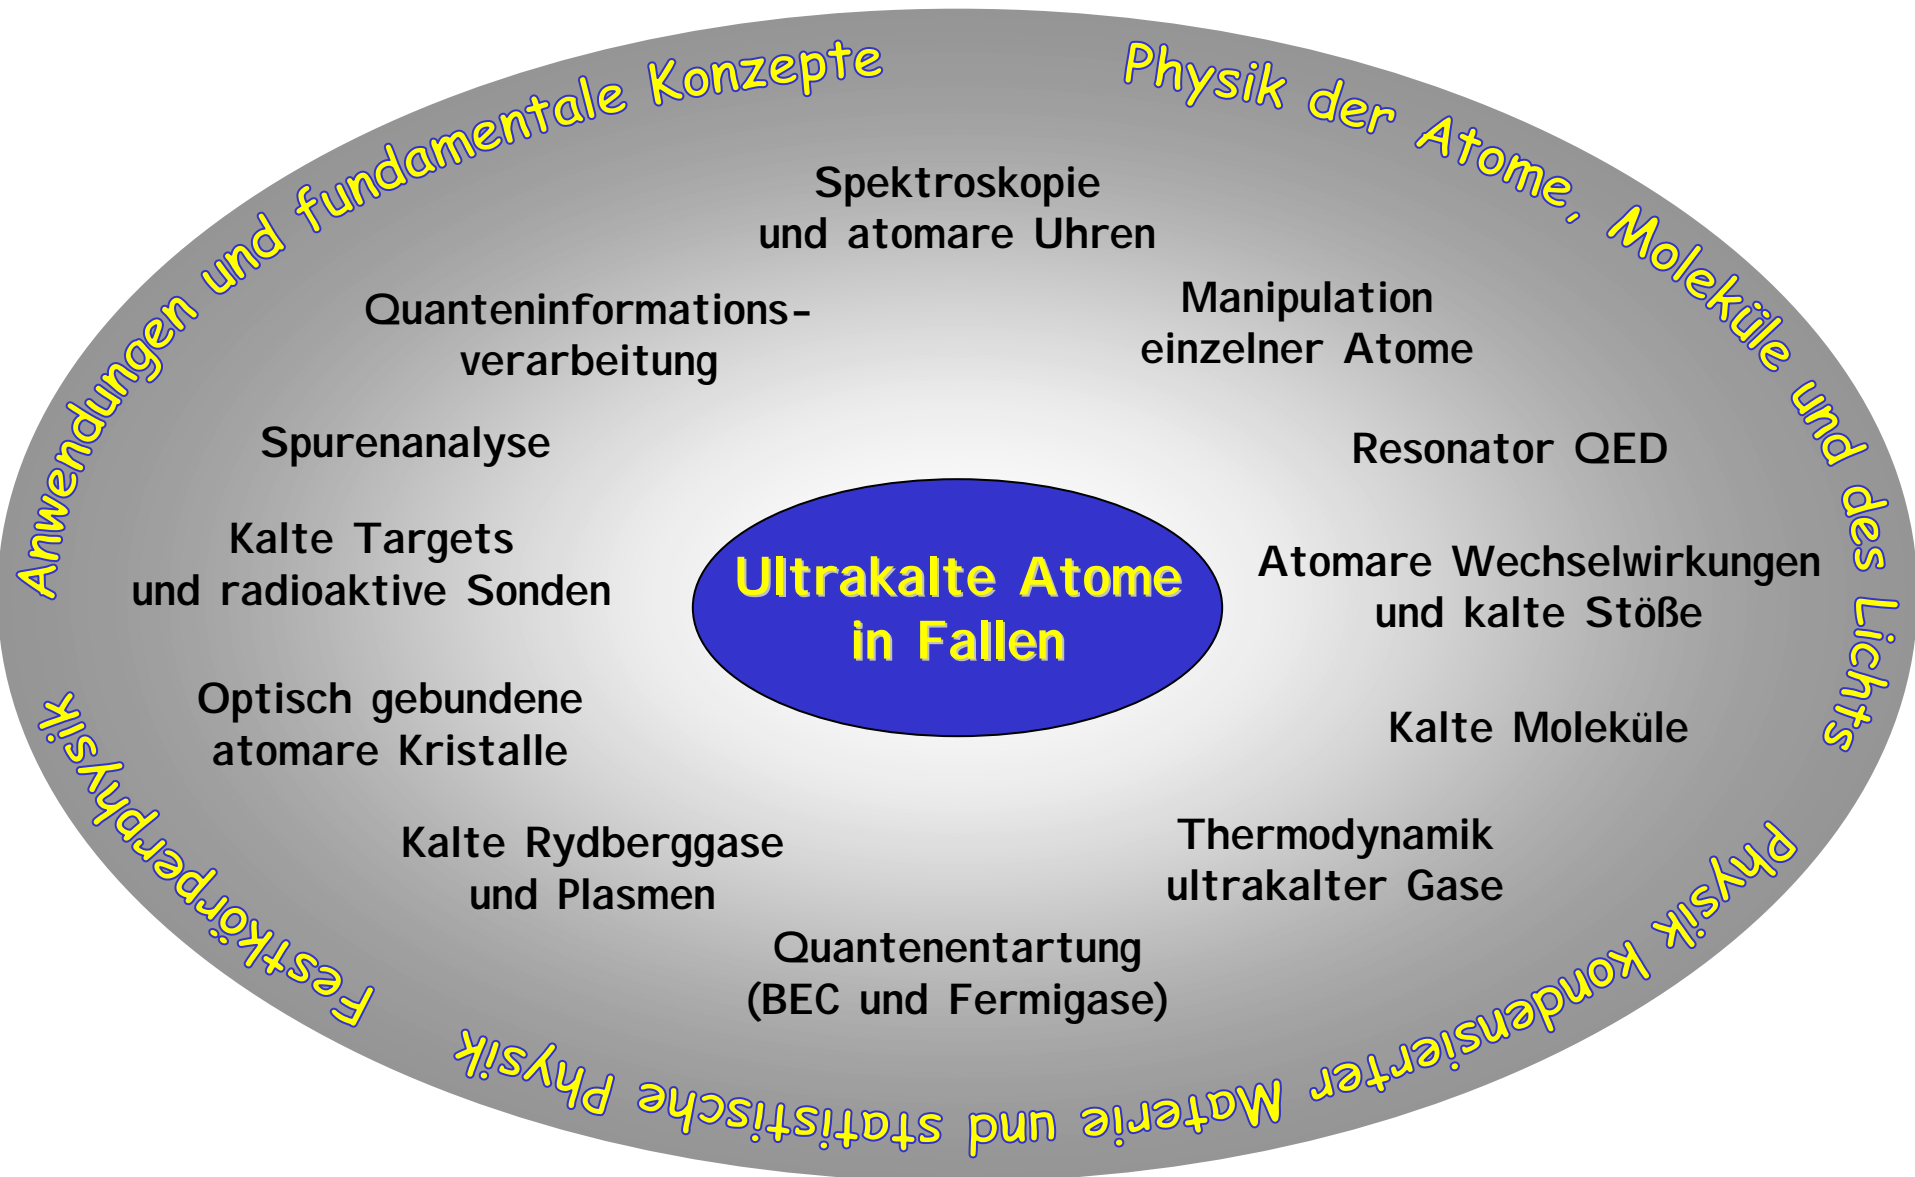 Anwendungen und fundamentale Konzepte
Physik der Atome, Moleküle und des Lichts
Spektroskopie
und atomare Uhren
Quanteninformations-
verarbeitung
Manipulation
einzelner Atome
Spurenanalyse
Resonator QED
Kalte Targets
und radioaktive Sonden
Ultrakalte Atome
in Fallen
Atomare Wechselwirkungen
und kalte Stöße
Optisch gebundene
atomare Kristalle
Kalte Moleküle
Kalte Rydberggase
und Plasmen
Thermodynamik
ultrakalter Gase
Quantenentartung
(BEC und Fermigase)
Physik kondensierter Materie und statistische Physik
Festkörperphysik